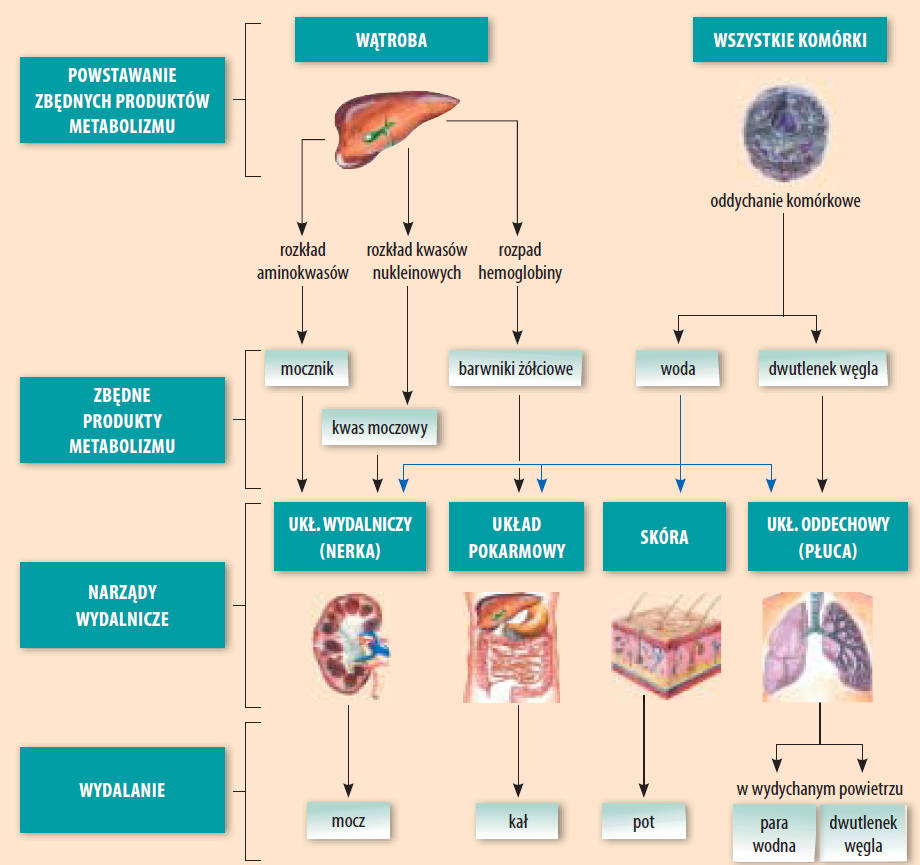 WĄTROBA
WSZYSTKIE KOMÓRKI
POWSTAWANIE
ZBĘDNYCH PRODUKTÓW
METABOLIZMU
oddychanie komórkowe
rozkład
aminokwasów
rozkład kwasów
nukleinowych
rozpad
hemoglobiny
ZBĘDNE
PRODUKTY
METABOLIZMU
mocznik
barwniki żółciowe
woda
dwutlenek węgla
kwas moczowy
NARZĄDY
WYDALNICZE
UKŁ. WYDALNICZY
(NERKA)
UKŁAD
POKARMOWY
SKÓRA
UKŁ. ODDECHOWY
(PŁUCA)
WYDALANIE
mocz
kał
pot
w wydychanym powietrzu
para
wodna
dwutlenek
węgla